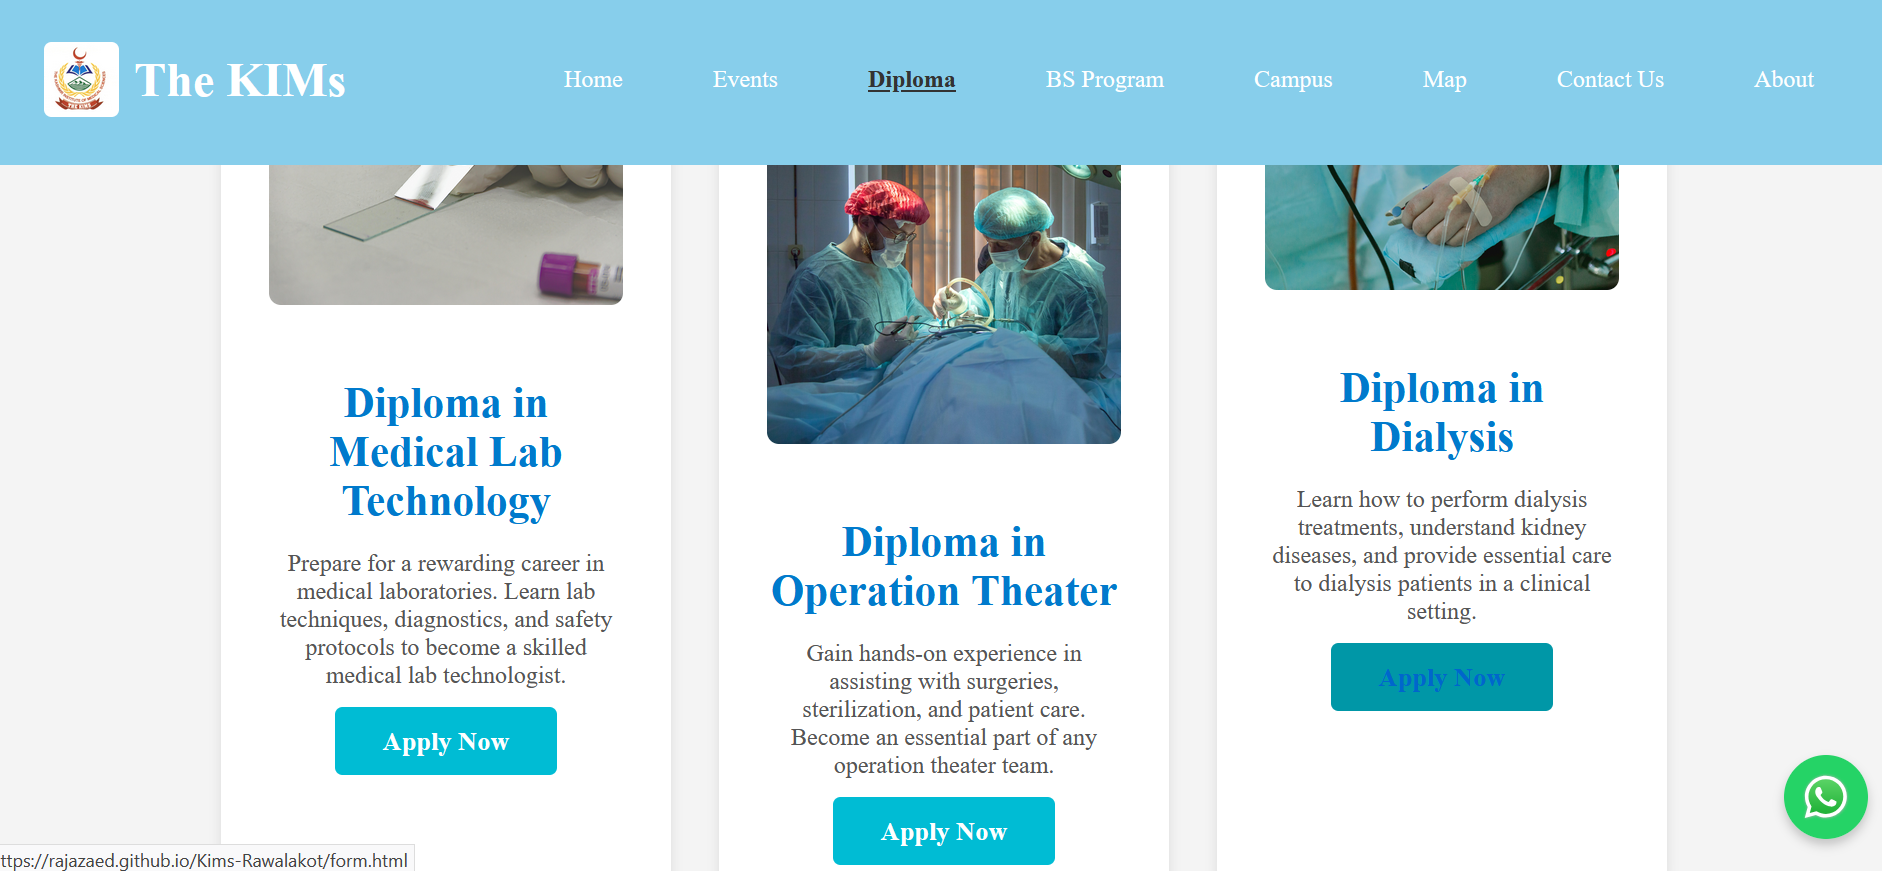 The KIMs
Home
Events
Diploma
BS Program
Campus
Map
Contact Us
About
Diploma in
Medical Lab
Technology
Prepare for a rewarding career in
medical laboratories. Learn lab
techniques, diagnostics, and safety
protocols to become a skilled
medical lab technologist.
Apply Now
Diploma in
Operation Theater
Gain hands-on experience in
assisting with surgeries,
sterilization, and patient care.
Become an essential part of any
operation theater team.
Apply Now
Diploma in
Dialysis
Learn how to perform dialysis
treatments, understand kidney
diseases, and provide essential care
to dialysis patients in a clinical
setting.
Apply Now
ttps://rajazaed.github.io/Kims-Rawalakot/form.html